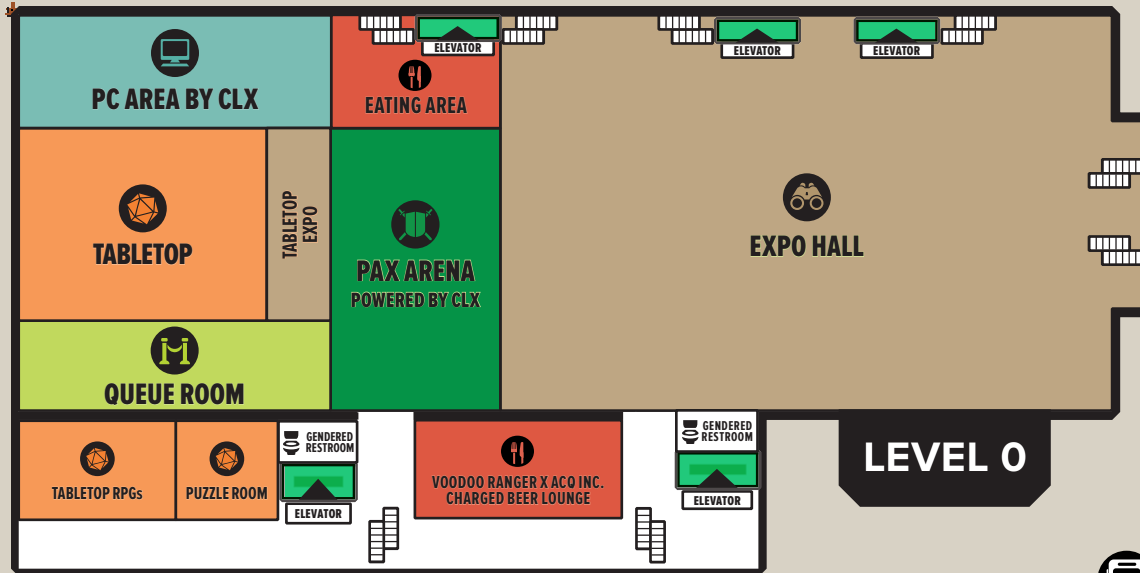 ELEVATOR
ELEVATOR
ELEVATOR
PC AREA BY CLX
EATING AREA
TABLETOP
TABLETOP
EXPO
PAX ARENA
POWERED BY CLX
EXPO HALL
QUEUE ROOM
TABLETOP RPGs
PUZZLE ROOM
GENDERED
RESTROOM
ELEVATOR
VOODOO RANGER X ACQ INC.
CHARGED BEER LOUNGE
GENDERED
RESTROOM
ELEVATOR
LEVEL 0